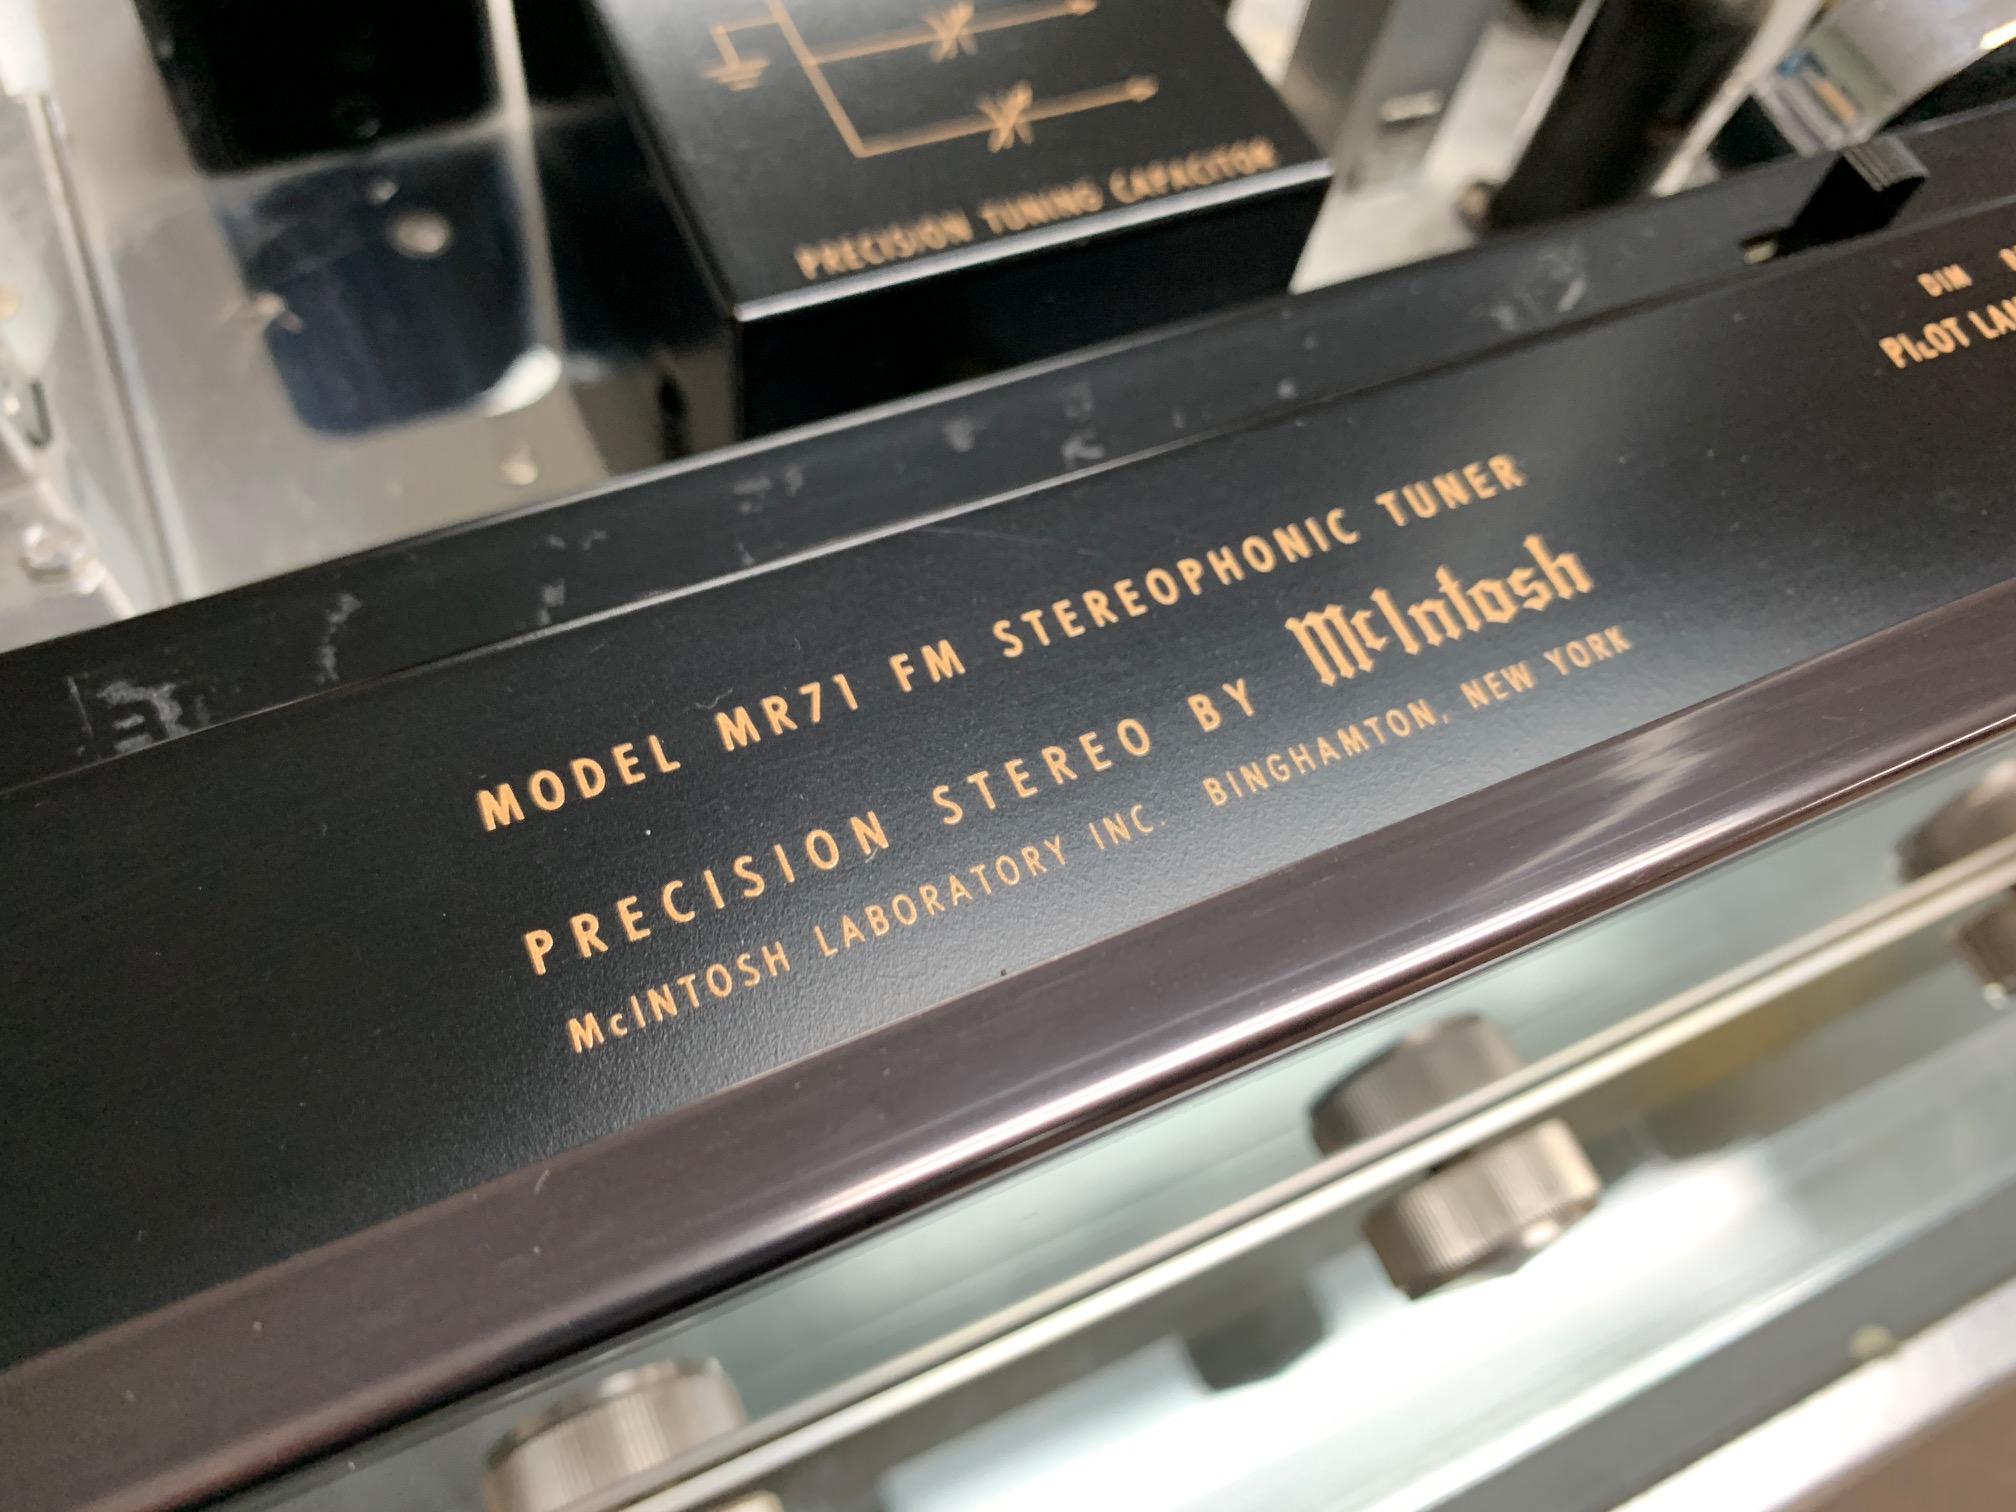 PRECISION TUNING CAPACITOR
DIM
PILOT
MODEL MR71 FM STEREOPHONIC TUNER
PRECISION STEREO BY McIntosh
McINTOSH LABORATORY INC. BINGHAMTON, NEW YORK